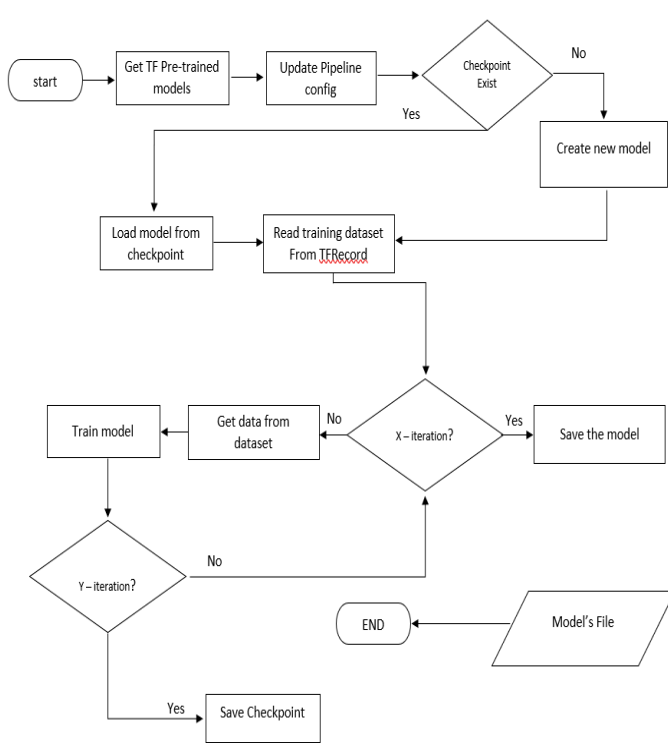 start
Get TF Pre-trained
models
Update Pipeline
config
Checkpoint
Exist
No
Yes
Create new model
Load model from
checkpoint
Read training dataset
From TFRecord
Train model
Get data from
dataset
No
X – iteration?
Yes
Save the model
Y – iteration?
No
END
Model's File
Yes
Save Checkpoint